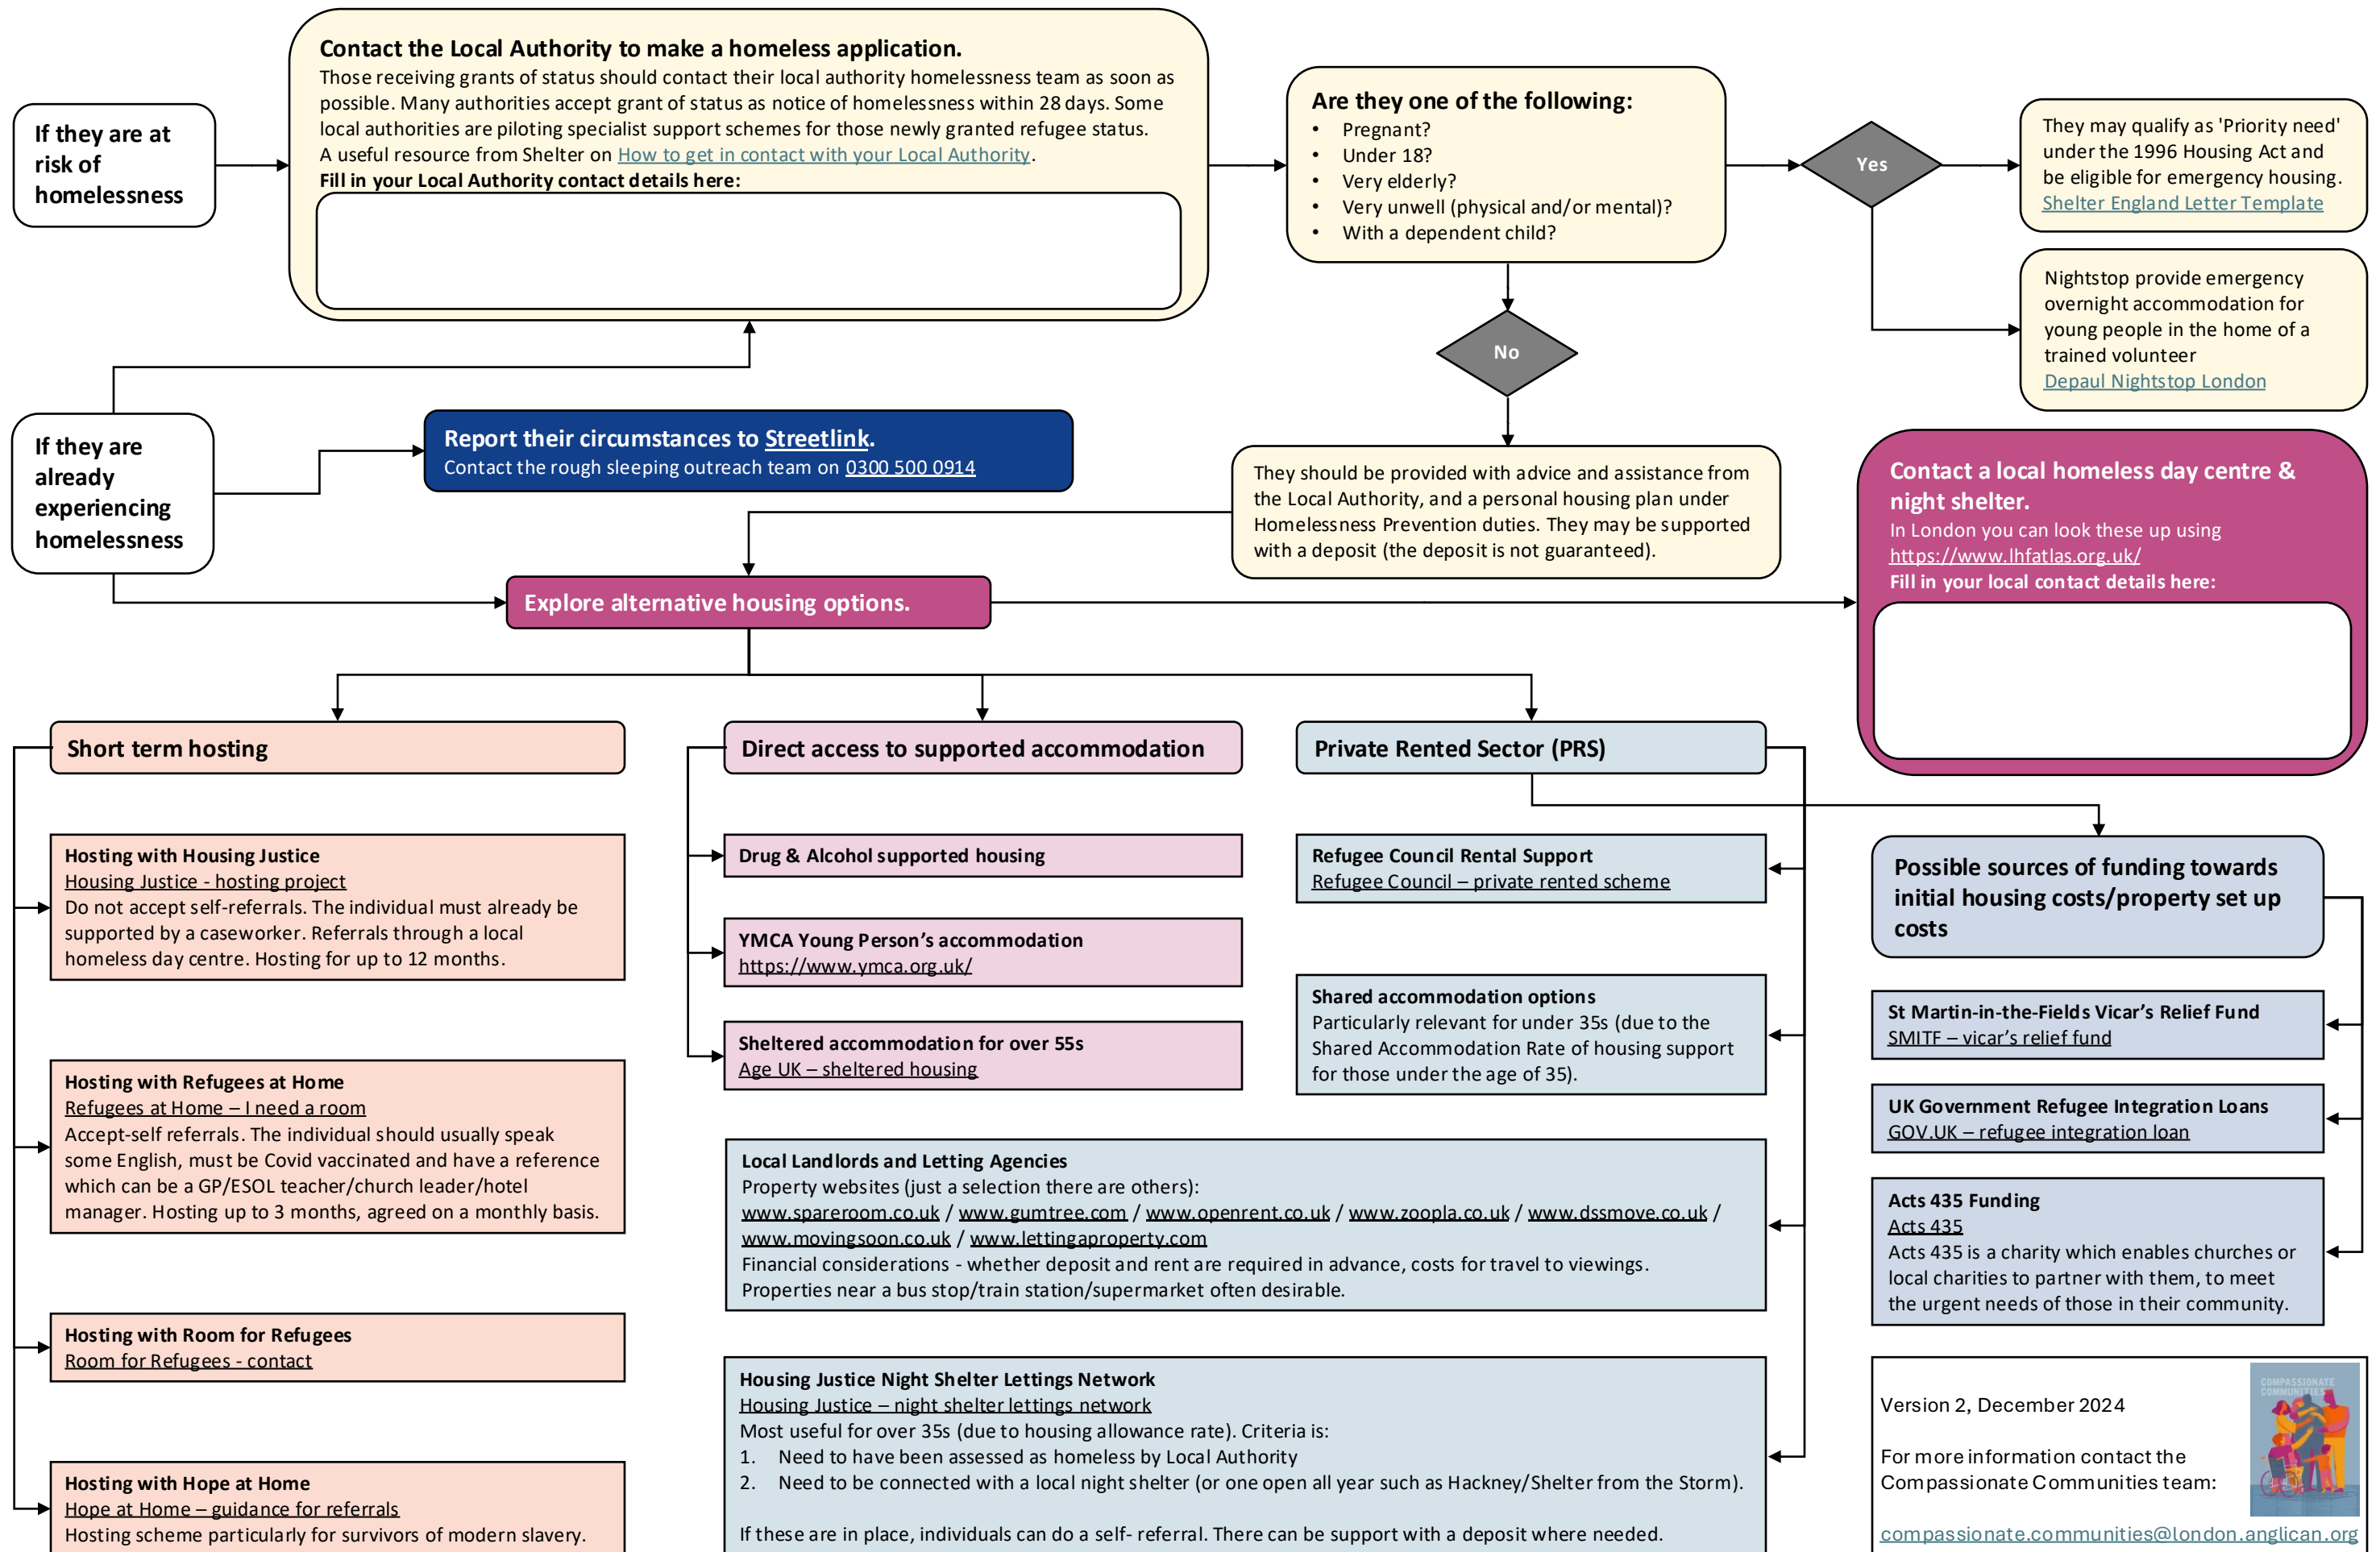 If they are at
risk of
homelessness
Contact the Local Authority to make a homeless application.
Those receiving grants of status should contact their local authority homelessness team as soon as
possible. Many authorities accept grant of status as notice of homelessness within 28 days. Some
local authorities are piloting specialist support schemes for those newly granted refugee status.
A useful resource from Shelter on How to get in contact with your Local Authority.
Fill in your Local Authority contact details here:
Are they one of the following:
• Pregnant?
• Under 18?
• Very elderly?
• Very unwell (physical and/or mental)?
• With a dependent child?
Yes
They may qualify as 'Priority need'
under the 1996 Housing Act and
be eligible for emergency housing.
Shelter England Letter Template
Nightstop provide emergency
overnight accommodation for
young people in the home of a
trained volunteer
Depaul Nightstop London
No
If they are
already
experiencing
homelessness
Report their circumstances to Streetlink.
Contact the rough sleeping outreach team on 0300 500 0914
They should be provided with advice and assistance from
the Local Authority, and a personal housing plan under
Homelessness Prevention duties. They may be supported
with a deposit (the deposit is not guaranteed).
Contact a local homeless day centre &
night shelter.
In London you can look these up using
https://www.lhfatlas.org.uk/
Fill in your local contact details here:
Explore alternative housing options.
Short term hosting
Hosting with Housing Justice
Housing Justice - hosting project
Do not accept self-referrals. The individual must already be
supported by a caseworker. Referrals through a local
homeless day centre. Hosting for up to 12 months.
Hosting with Refugees at Home
Refugees at Home – I need a room
Accept-self referrals. The individual should usually speak
some English, must be Covid vaccinated and have a reference
which can be a GP/ESOL teacher/church leader/hotel
manager. Hosting up to 3 months, agreed on a monthly basis.
Hosting with Room for Refugees
Room for Refugees - contact
Hosting with Hope at Home
Hope at Home – guidance for referrals
Hosting scheme particularly for survivors of modern slavery.
Direct access to supported accommodation
Drug & Alcohol supported housing
YMCA Young Person’s accommodation
https://www.ymca.org.uk/
Sheltered accommodation for over 55s
Age UK – sheltered housing
Private Rented Sector (PRS)
Refugee Council Rental Support
Refugee Council – private rented scheme
Shared accommodation options
Particularly relevant for under 35s (due to the
Shared Accommodation Rate of housing support
for those under the age of 35).
Local Landlords and Letting Agencies
Property websites (just a selection there are others):
www.spareroom.co.uk / www.gumtree.com / www.openrent.co.uk / www.zoopla.co.uk / www.dssmove.co.uk /
www.movingsoon.co.uk / www.lettingaproperty.com
Financial considerations - whether deposit and rent are required in advance, costs for travel to viewings.
Properties near a bus stop/train station/supermarket often desirable.
Housing Justice Night Shelter Lettings Network
Housing Justice – night shelter lettings network
Most useful for over 35s (due to housing allowance rate). Criteria is:
1. Need to have been assessed as homeless by Local Authority
2. Need to be connected with a local night shelter (or one open all year such as Hackney/Shelter from the Storm).
If these are in place, individuals can do a self- referral. There can be support with a deposit where needed.
Possible sources of funding towards
initial housing costs/property set up
costs
St Martin-in-the-Fields Vicar’s Relief Fund
SMITF – vicar’s relief fund
UK Government Refugee Integration Loans
GOV.UK – refugee integration loan
Acts 435 Funding
Acts 435
Acts 435 is a charity which enables churches or
local charities to partner with them, to meet
the urgent needs of those in their community.
Version 2, December 2024
For more information contact the
Compassionate Communities team:
compassionate.communities@london.anglican.org
COMPASSIONATE
COMMUNITIES